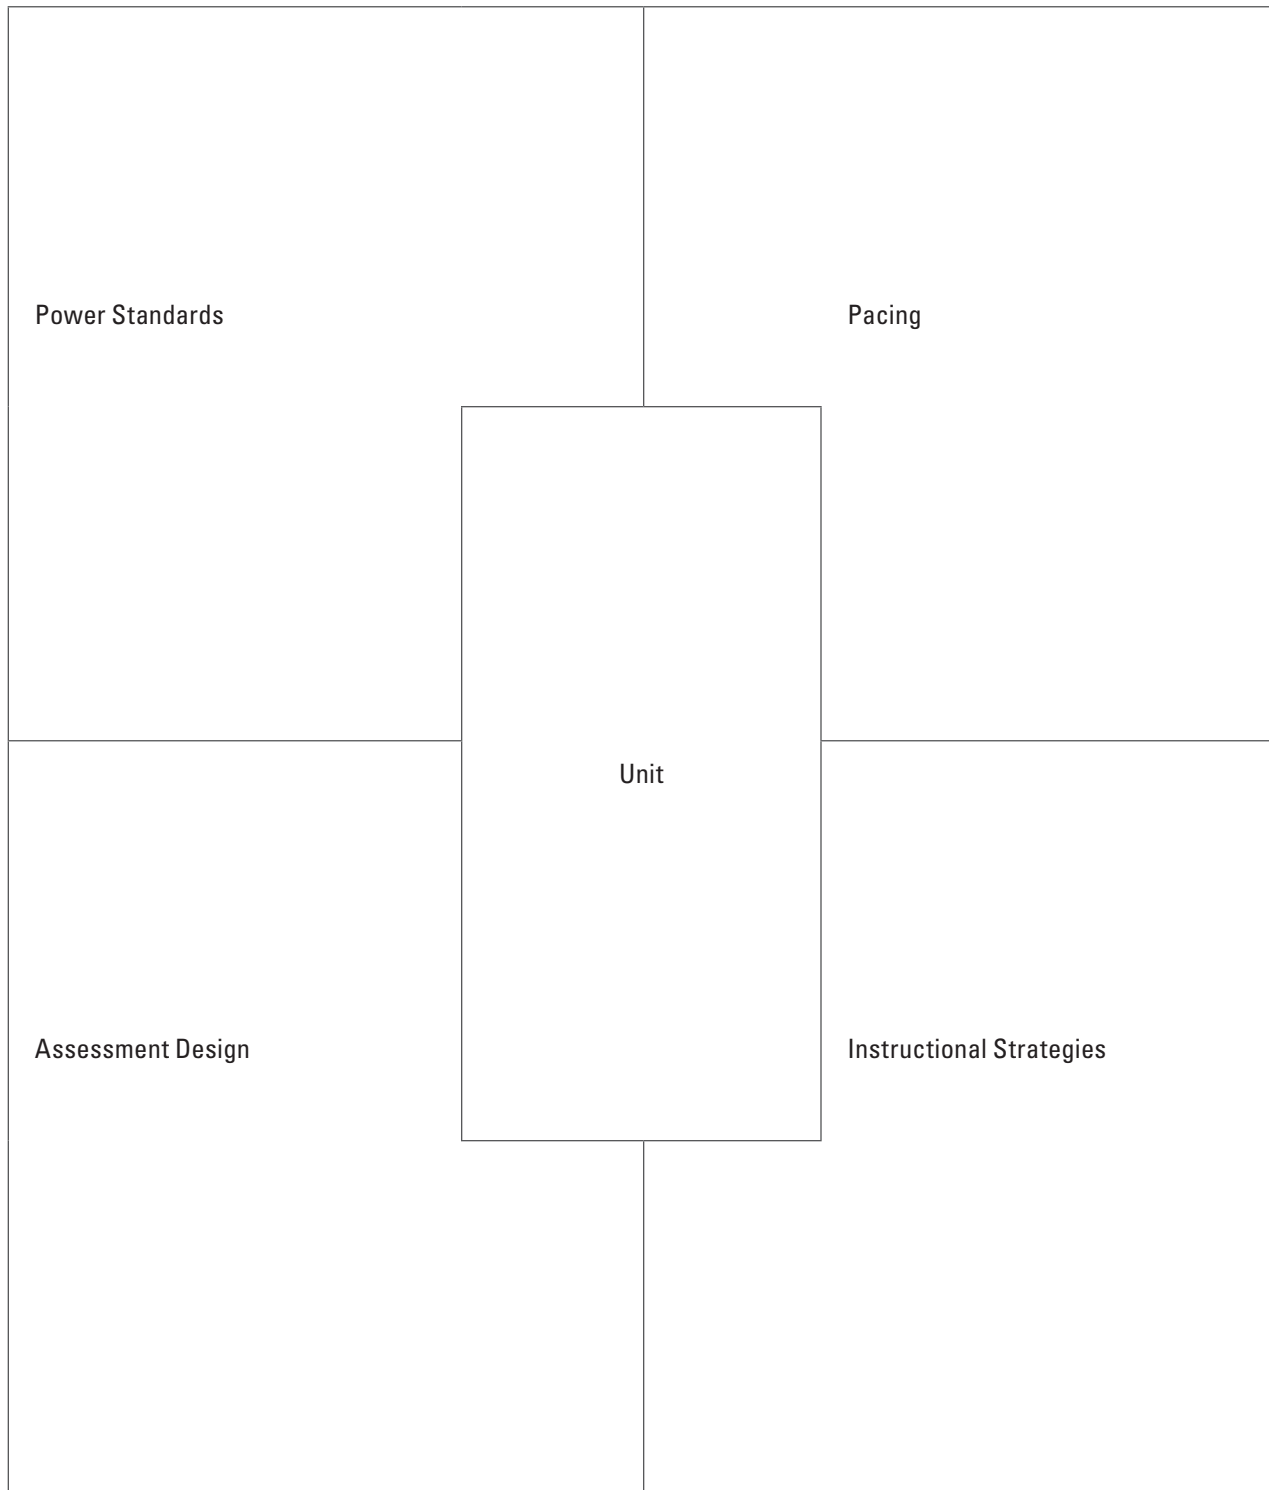 Power Standards
Pacing
Unit
Assessment Design
Instructional Strategies